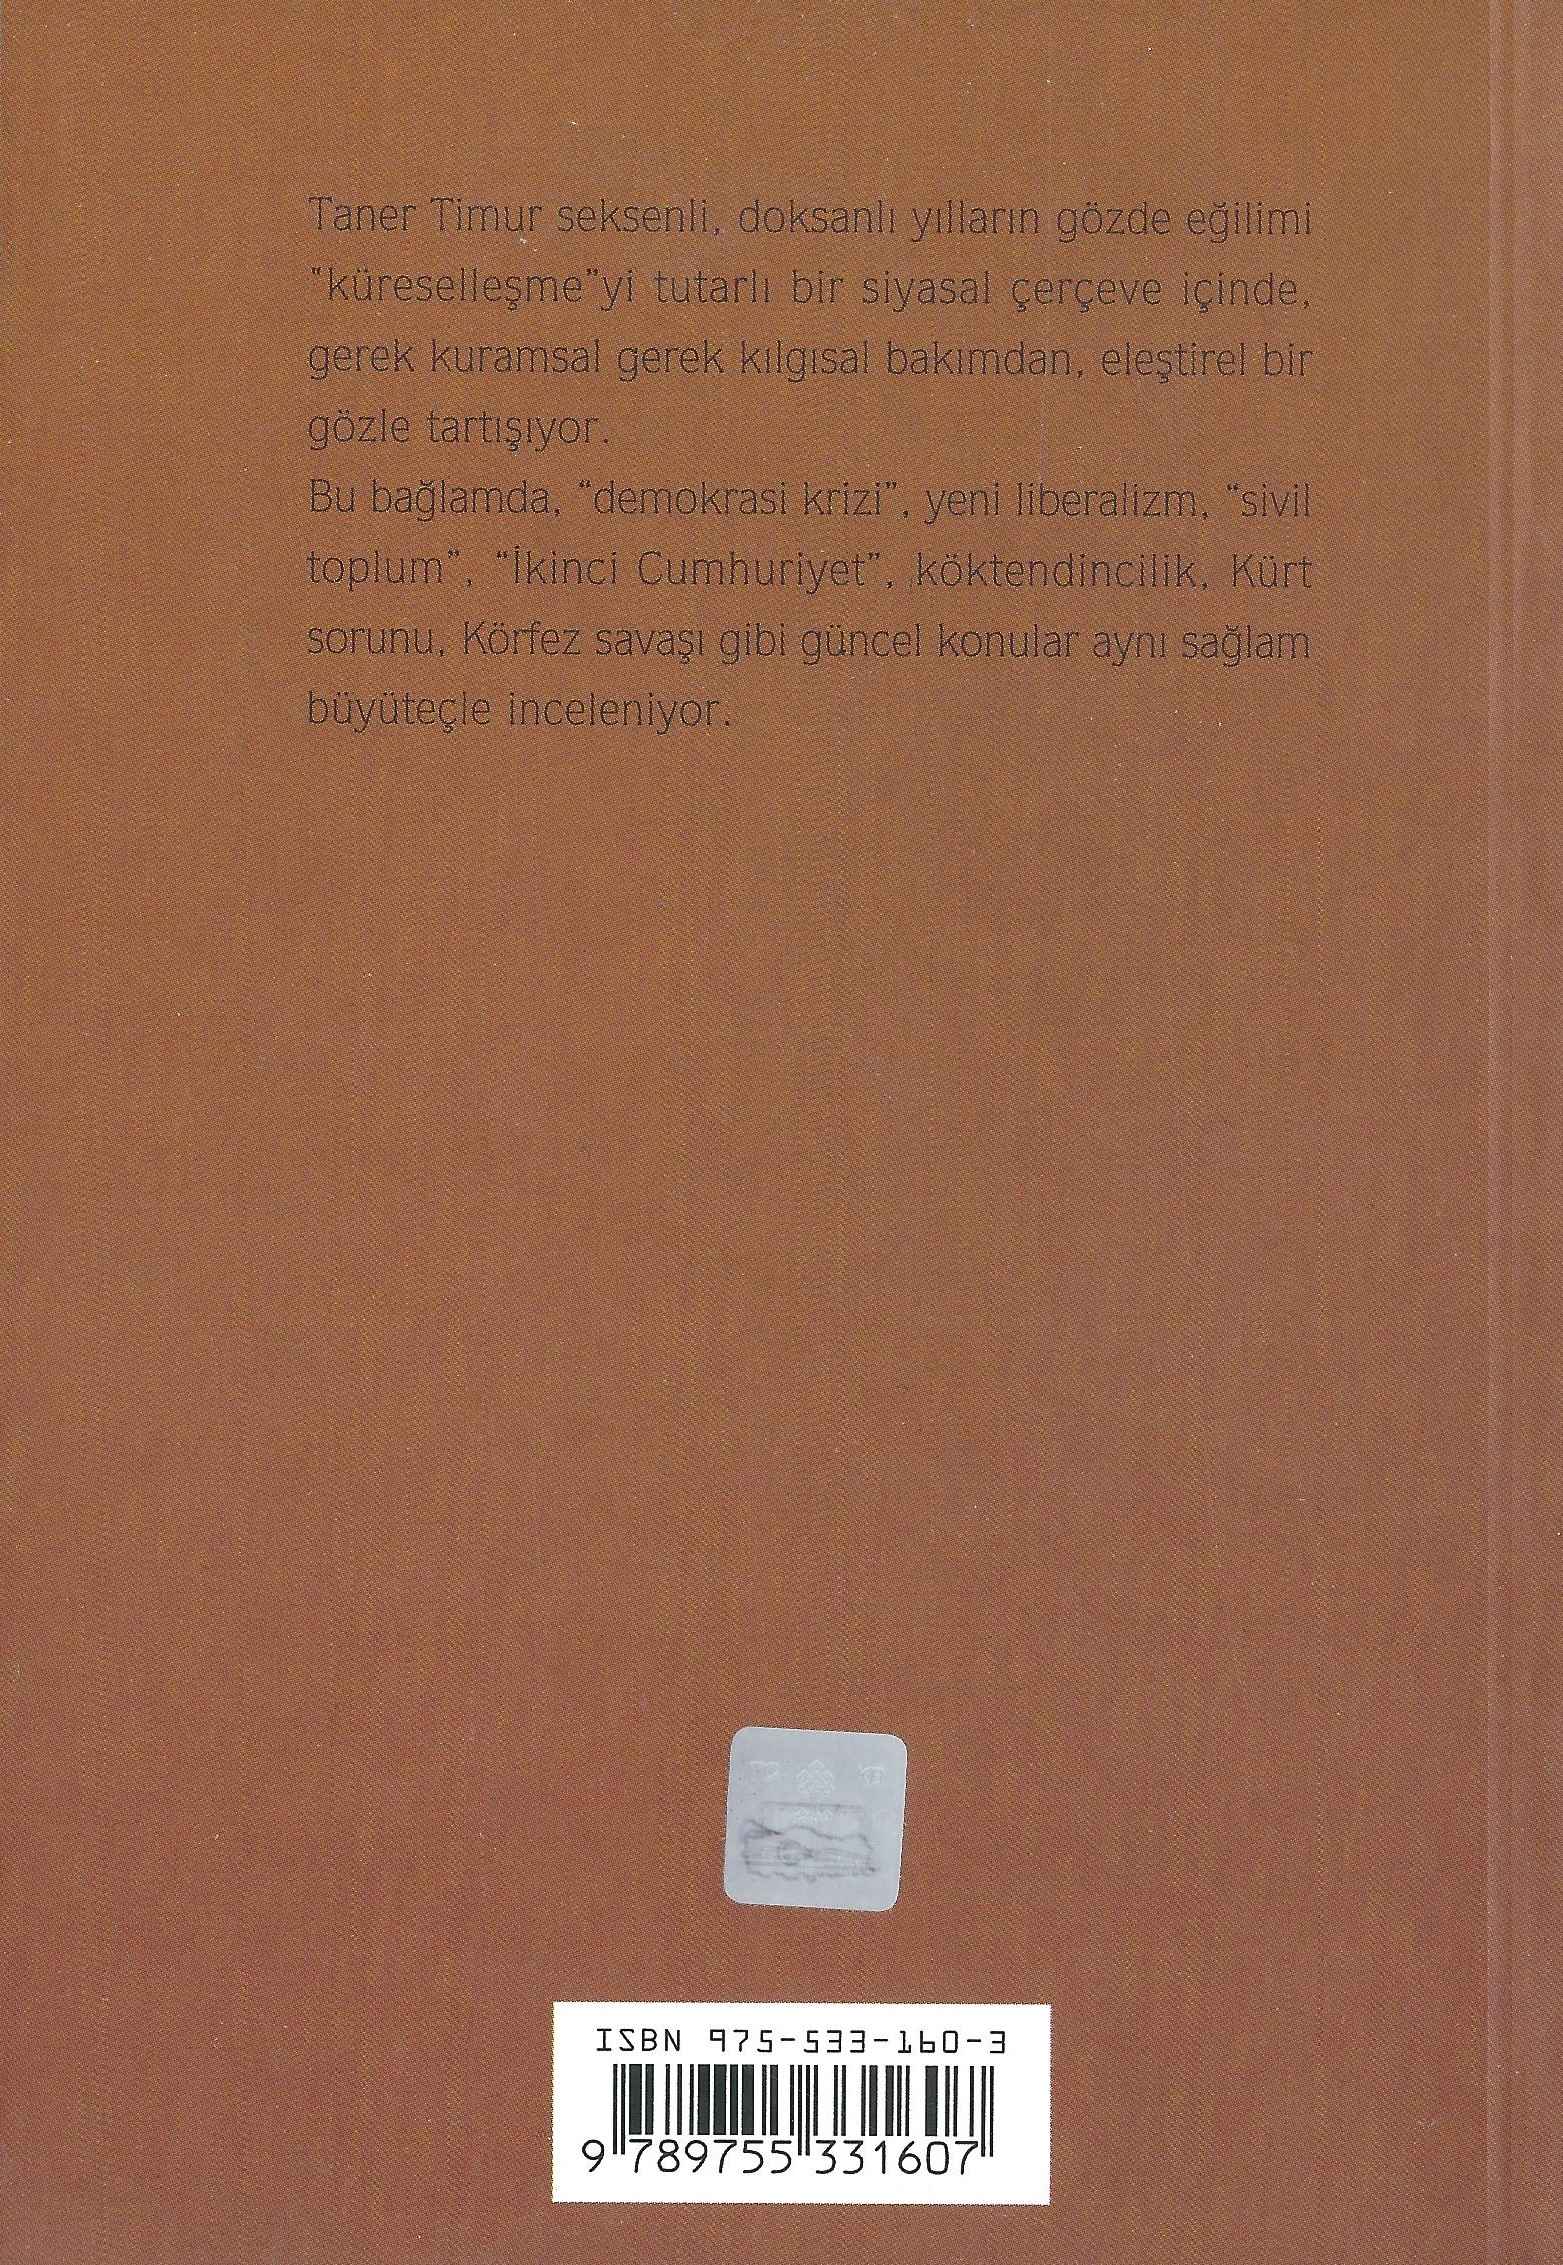 Taner Timur seksenli, doksanlı yılların gözde eğilimi
"küreselleşme"yi tutarlı bir siyasal çerçeve içinde,
gerek kuramsal gerek kılgısal bakımdan, eleştirel bir
gözle tartışıyor.
Bu bağlamda, "demokrasi krizi", yeni liberalizm, "sivil
toplum", "İkinci Cumhuriyet", köktendincilik, Kürt
sorunu, Körfez savaşı gibi güncel konular aynı sağlam
büyüteçle inceleniyor.
ISBN 975-533-160-3
9 789755 331607